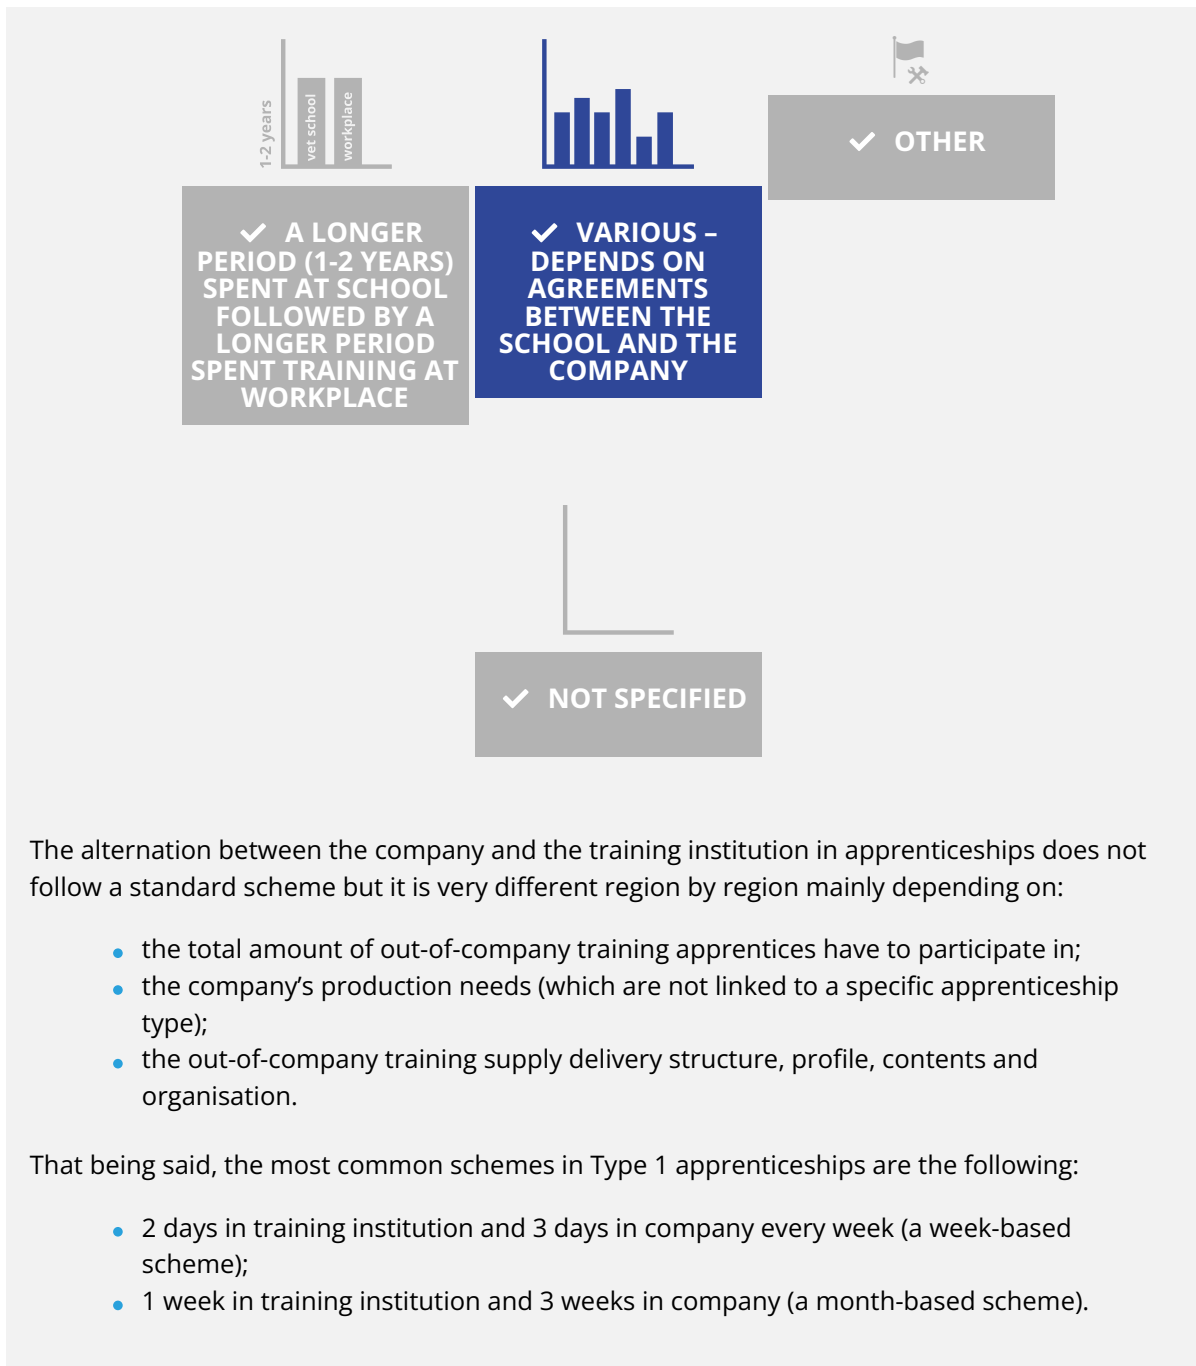 1-2 years
vet school
workplace
A LONGER
PERIOD (1-2 YEARS)
SPENT AT SCHOOL
FOLLOWED BY A
LONGER PERIOD
SPENT TRAINING AT
WORKPLACE
VARIOUS –
DEPENDS ON
AGREEMENTS
BETWEEN THE
SCHOOL AND THE
COMPANY
OTHER
NOT SPECIFIED
The alternation between the company and the training institution in apprenticeships does not
follow a standard scheme but it is very different region by region mainly depending on:
the total amount of out-of-company training apprentices have to participate in;
the company’s production needs (which are not linked to a specific apprenticeship
type);
the out-of-company training supply delivery structure, profile, contents and
organisation.
That being said, the most common schemes in Type 1 apprenticeships are the following:
2 days in training institution and 3 days in company every week (a week-based
scheme);
1 week in training institution and 3 weeks in company (a month-based scheme).